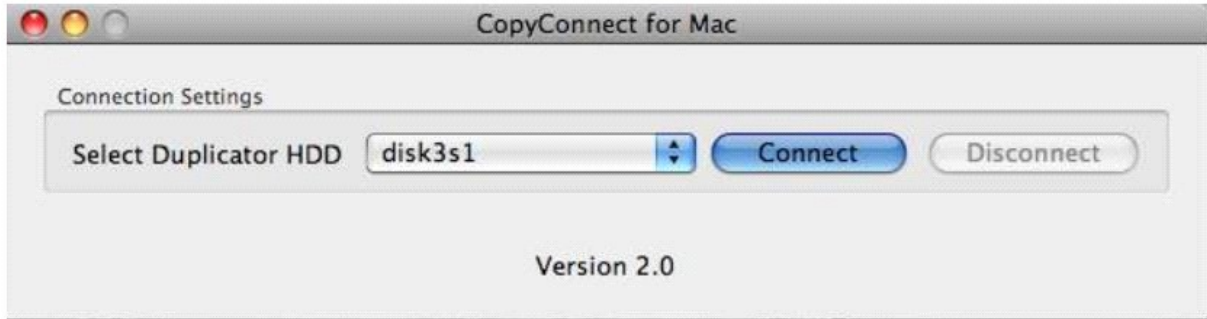 CopyConnect for Mac
Connection Settings
Select Duplicator HDD disk3s1 Connect Disconnect
Version 2.0